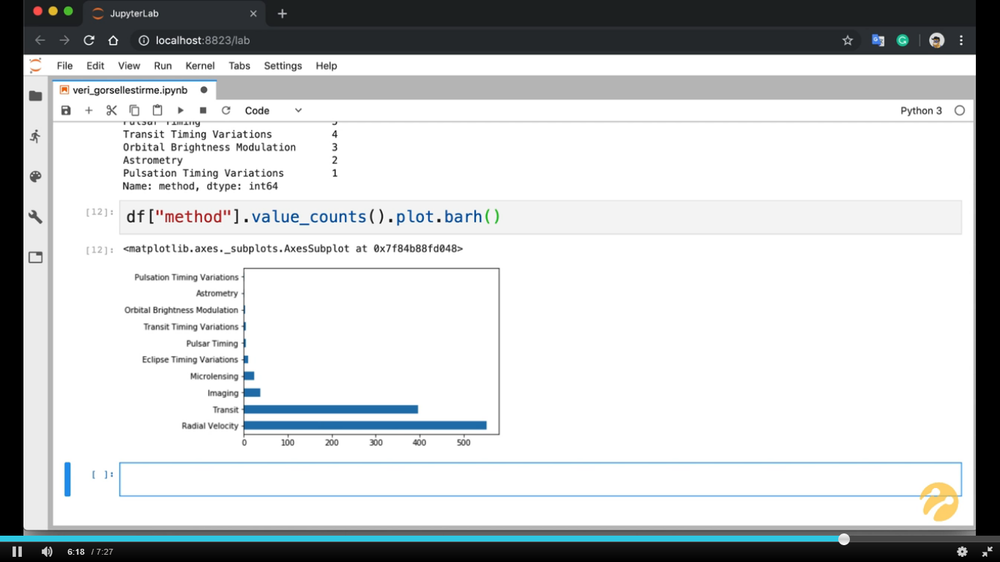 JupyterLab
localhost:8823/lab
File Edit View Run Kernel Tabs Settings Help
veri_gorsellestirme.ipynb
Code
Python 3
Pulsar Timing 5
Transit Timing Variations 4
Orbital Brightness Modulation 3
Astrometry 2
Pulsation Timing Variations 1
Name: method, dtype: int64
[12]: df["method"].value_counts().plot.barh()
[12]: <matplotlib.axes._subplots.AxesSubplot at 0x7f84b88fd048>
Pulsation Timing Variations
Astrometry
Orbital Brightness Modulation
Transit Timing Variations
Pulsar Timing
Eclipse Timing Variations
Microlensing
Imaging
Transit
Radial Velocity
0 100 200 300 400 500
[ ]:
6:18 / 7:27